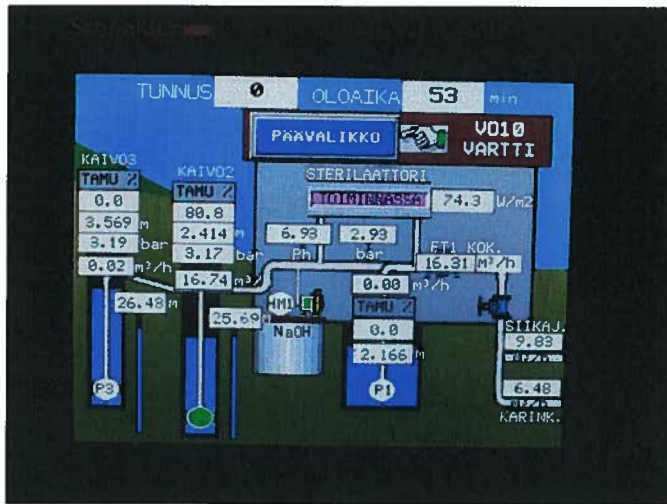 TUNNUS 0 OLOAIKA 53 min
PÄÄVALIKKO
VO10
VARTTI
KAIVO3
TAMU %
0.0
3.569 m
3.19 bar
0.02 m³/h
26.48 m
P3
KAIVO2
TAMU %
80.8
2.414 m
3.17 bar
16.74 m³/
25.69
STERILAATTORI
TOIMINNASSA 74.3 W/m2
6.93 2.93
Ph bar
FT1 KOK.
16.31 m³/h
0.00 m³/h
HM1
NaOH
TAMU %
0.0
2.166 m
P1
SIIKAJ.
9.83
6.48
KARINK.